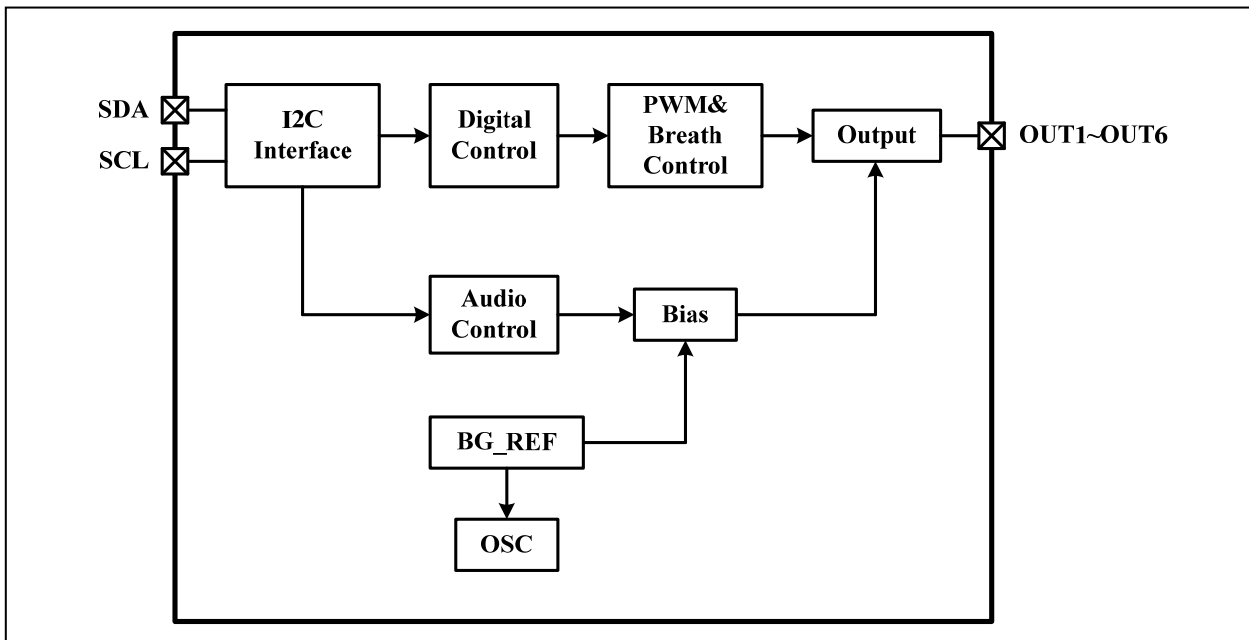 SDA
SCL
I2C
Interface
Digital
Control
PWM&
Breath
Control
Output
OUT1~OUT6
Audio
Control
Bias
BG_REF
OSC